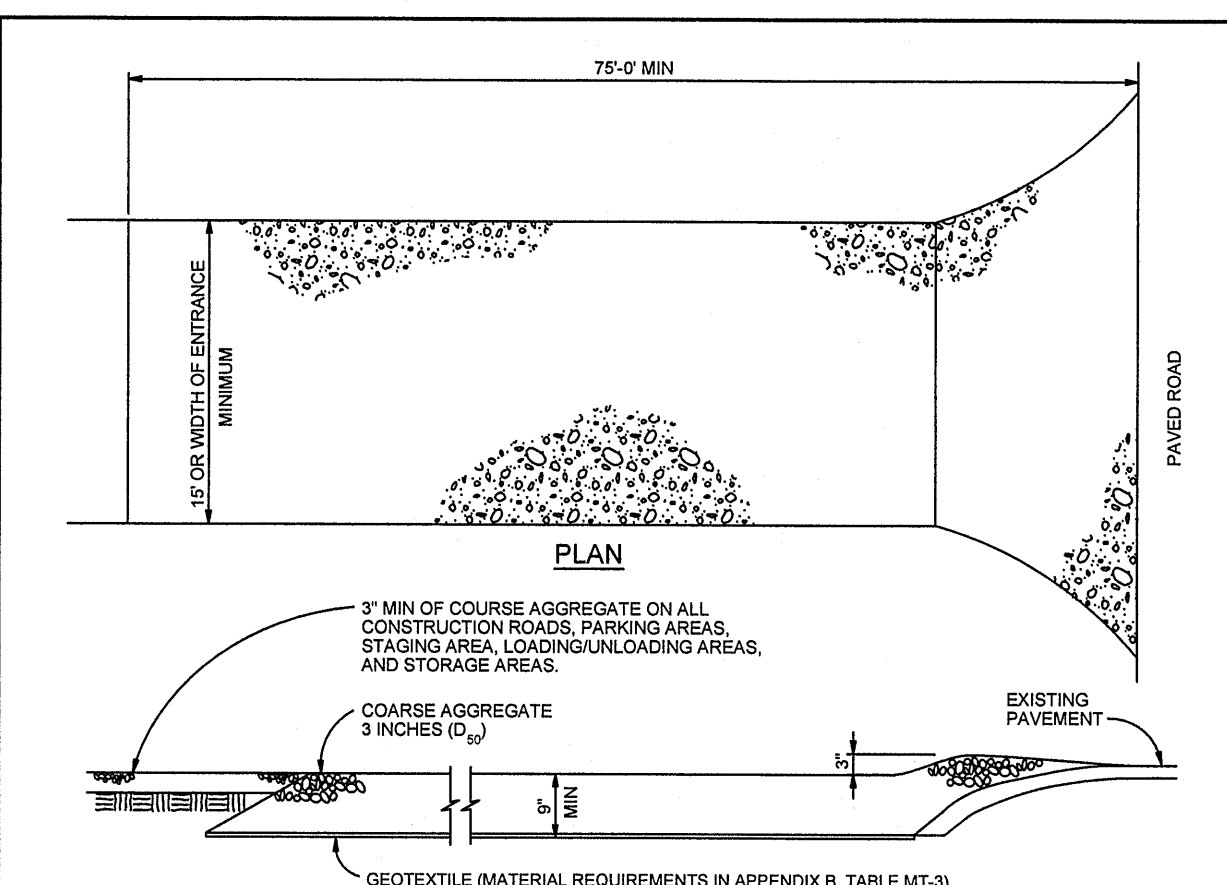 75'-0' MIN
15' OR WIDTH OF ENTRANCE
MINIMUM
PAVED ROAD
PLAN
3" MIN OF COURSE AGGREGATE ON ALL
CONSTRUCTION ROADS, PARKING AREAS,
STAGING AREA, LOADING/UNLOADING AREAS,
AND STORAGE AREAS.
COARSE AGGREGATE
3 INCHES (D50)
EXISTING
PAVEMENT
3"
9"
MIN
GEOTEXTILE (MATERIAL REQUIREMENTS IN APPENDIX B, TABLE MT-3)